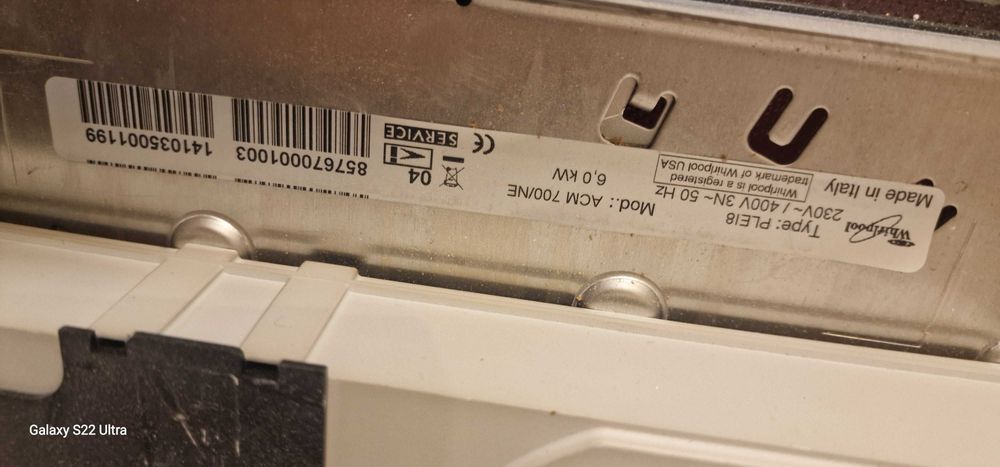 Whirlpool
Made in Italy
Type: PLEI8
230V~ / 400V 3N~ 50 Hz
Whirlpool is a registered
trademark of Whirlpool USA
Mod.: ACM 700/NE
6,0 kW
CE
04
SERVICE
857670001003
141035001199
Galaxy S22 Ultra